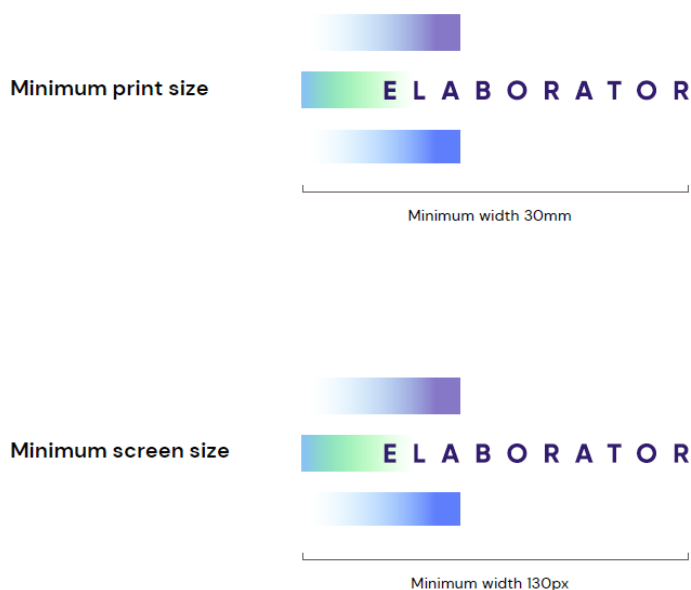 Minimum print size
ELABORATOR
Minimum width 30mm
Minimum screen size
ELABORATOR
Minimum width 130px